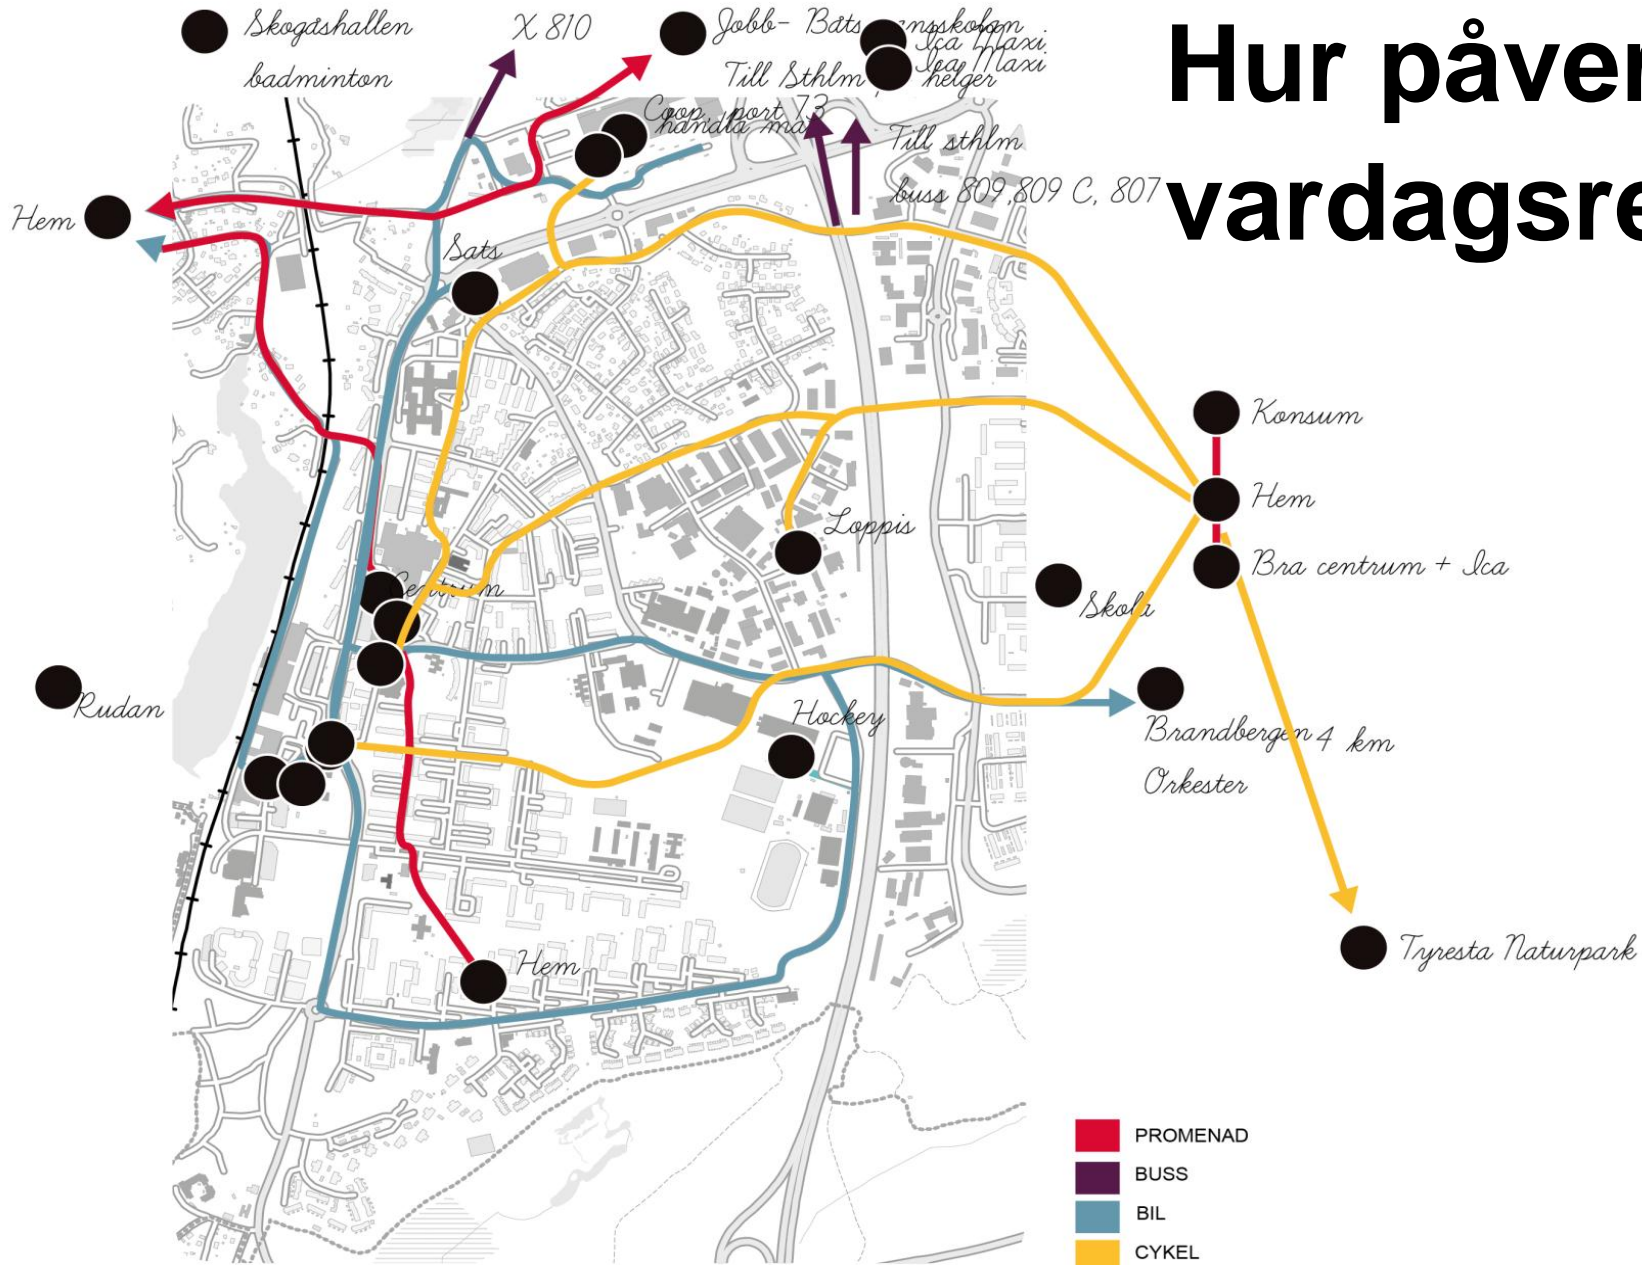 Hur påver
vardagsre
Skogåshallen
badminton
X 810
Jobb- Båtsmansskolan
Ica Maxi
Ica Maxi
helger
Till Sthlm
Coop, port 73
handla mat
Till sthlm
buss 809,809 C, 807
Hem
Sats
Konsum
Hem
Bra centrum + Ica
Loppis
Centrum
Skola
Rudan
Hockey
Brandbergen
Orkester
4 km
Hem
Tyresta Naturpark
PROMENAD
BUSS
BIL
CYKEL